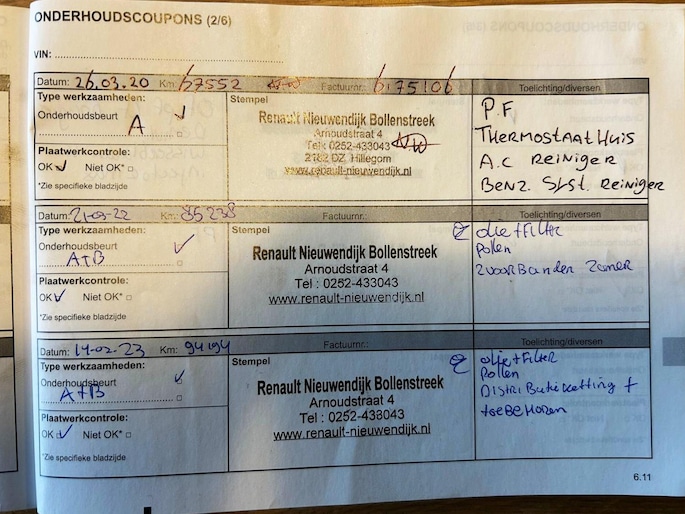 ONDERHOUDSCOUPONS (2/6)
VIN:
Datum: 26.03.20 Km: 67552 Factuurnr.: 675106 Toelichting/diversen
Type werkzaamheden:
Onderhoudsbeurt
A
Plaatwerkcontrole:
OK Niet OK*
*Zie specifieke bladzijde
Stempel
Renault Nieuwendijk Bollenstreek
Arnoudstraat 4
Tel: 0252-433043
2182 DZ Hillegom
www.renault-nieuwendijk.nl
P.F
THERMOSTAAT HUIS
A.C REINIGER
BENZ. SYST. REINIGER
Datum: 21-03-22 Km: 85238 Factuurnr.: Toelichting/diversen
Type werkzaamheden:
Onderhoudsbeurt
A+B
Plaatwerkcontrole:
OK Niet OK*
*Zie specifieke bladzijde
Stempel
Renault Nieuwendijk Bollenstreek
Arnoudstraat 4
Tel : 0252-433043
www.renault-nieuwendijk.nl
olie+Filter
Pollen
2 voorBanden Zomer
Datum: 14-02-23 Km: 94194 Factuurnr.: Toelichting/diversen
Type werkzaamheden:
Onderhoudsbeurt
A+B
Plaatwerkcontrole:
OK Niet OK*
*Zie specifieke bladzijde
Stempel
Renault Nieuwendijk Bollenstreek
Arnoudstraat 4
Tel : 0252-433043
www.renault-nieuwendijk.nl
olie+Filter
Pollen
DistriButieketting +
toeBeHoren
6.11